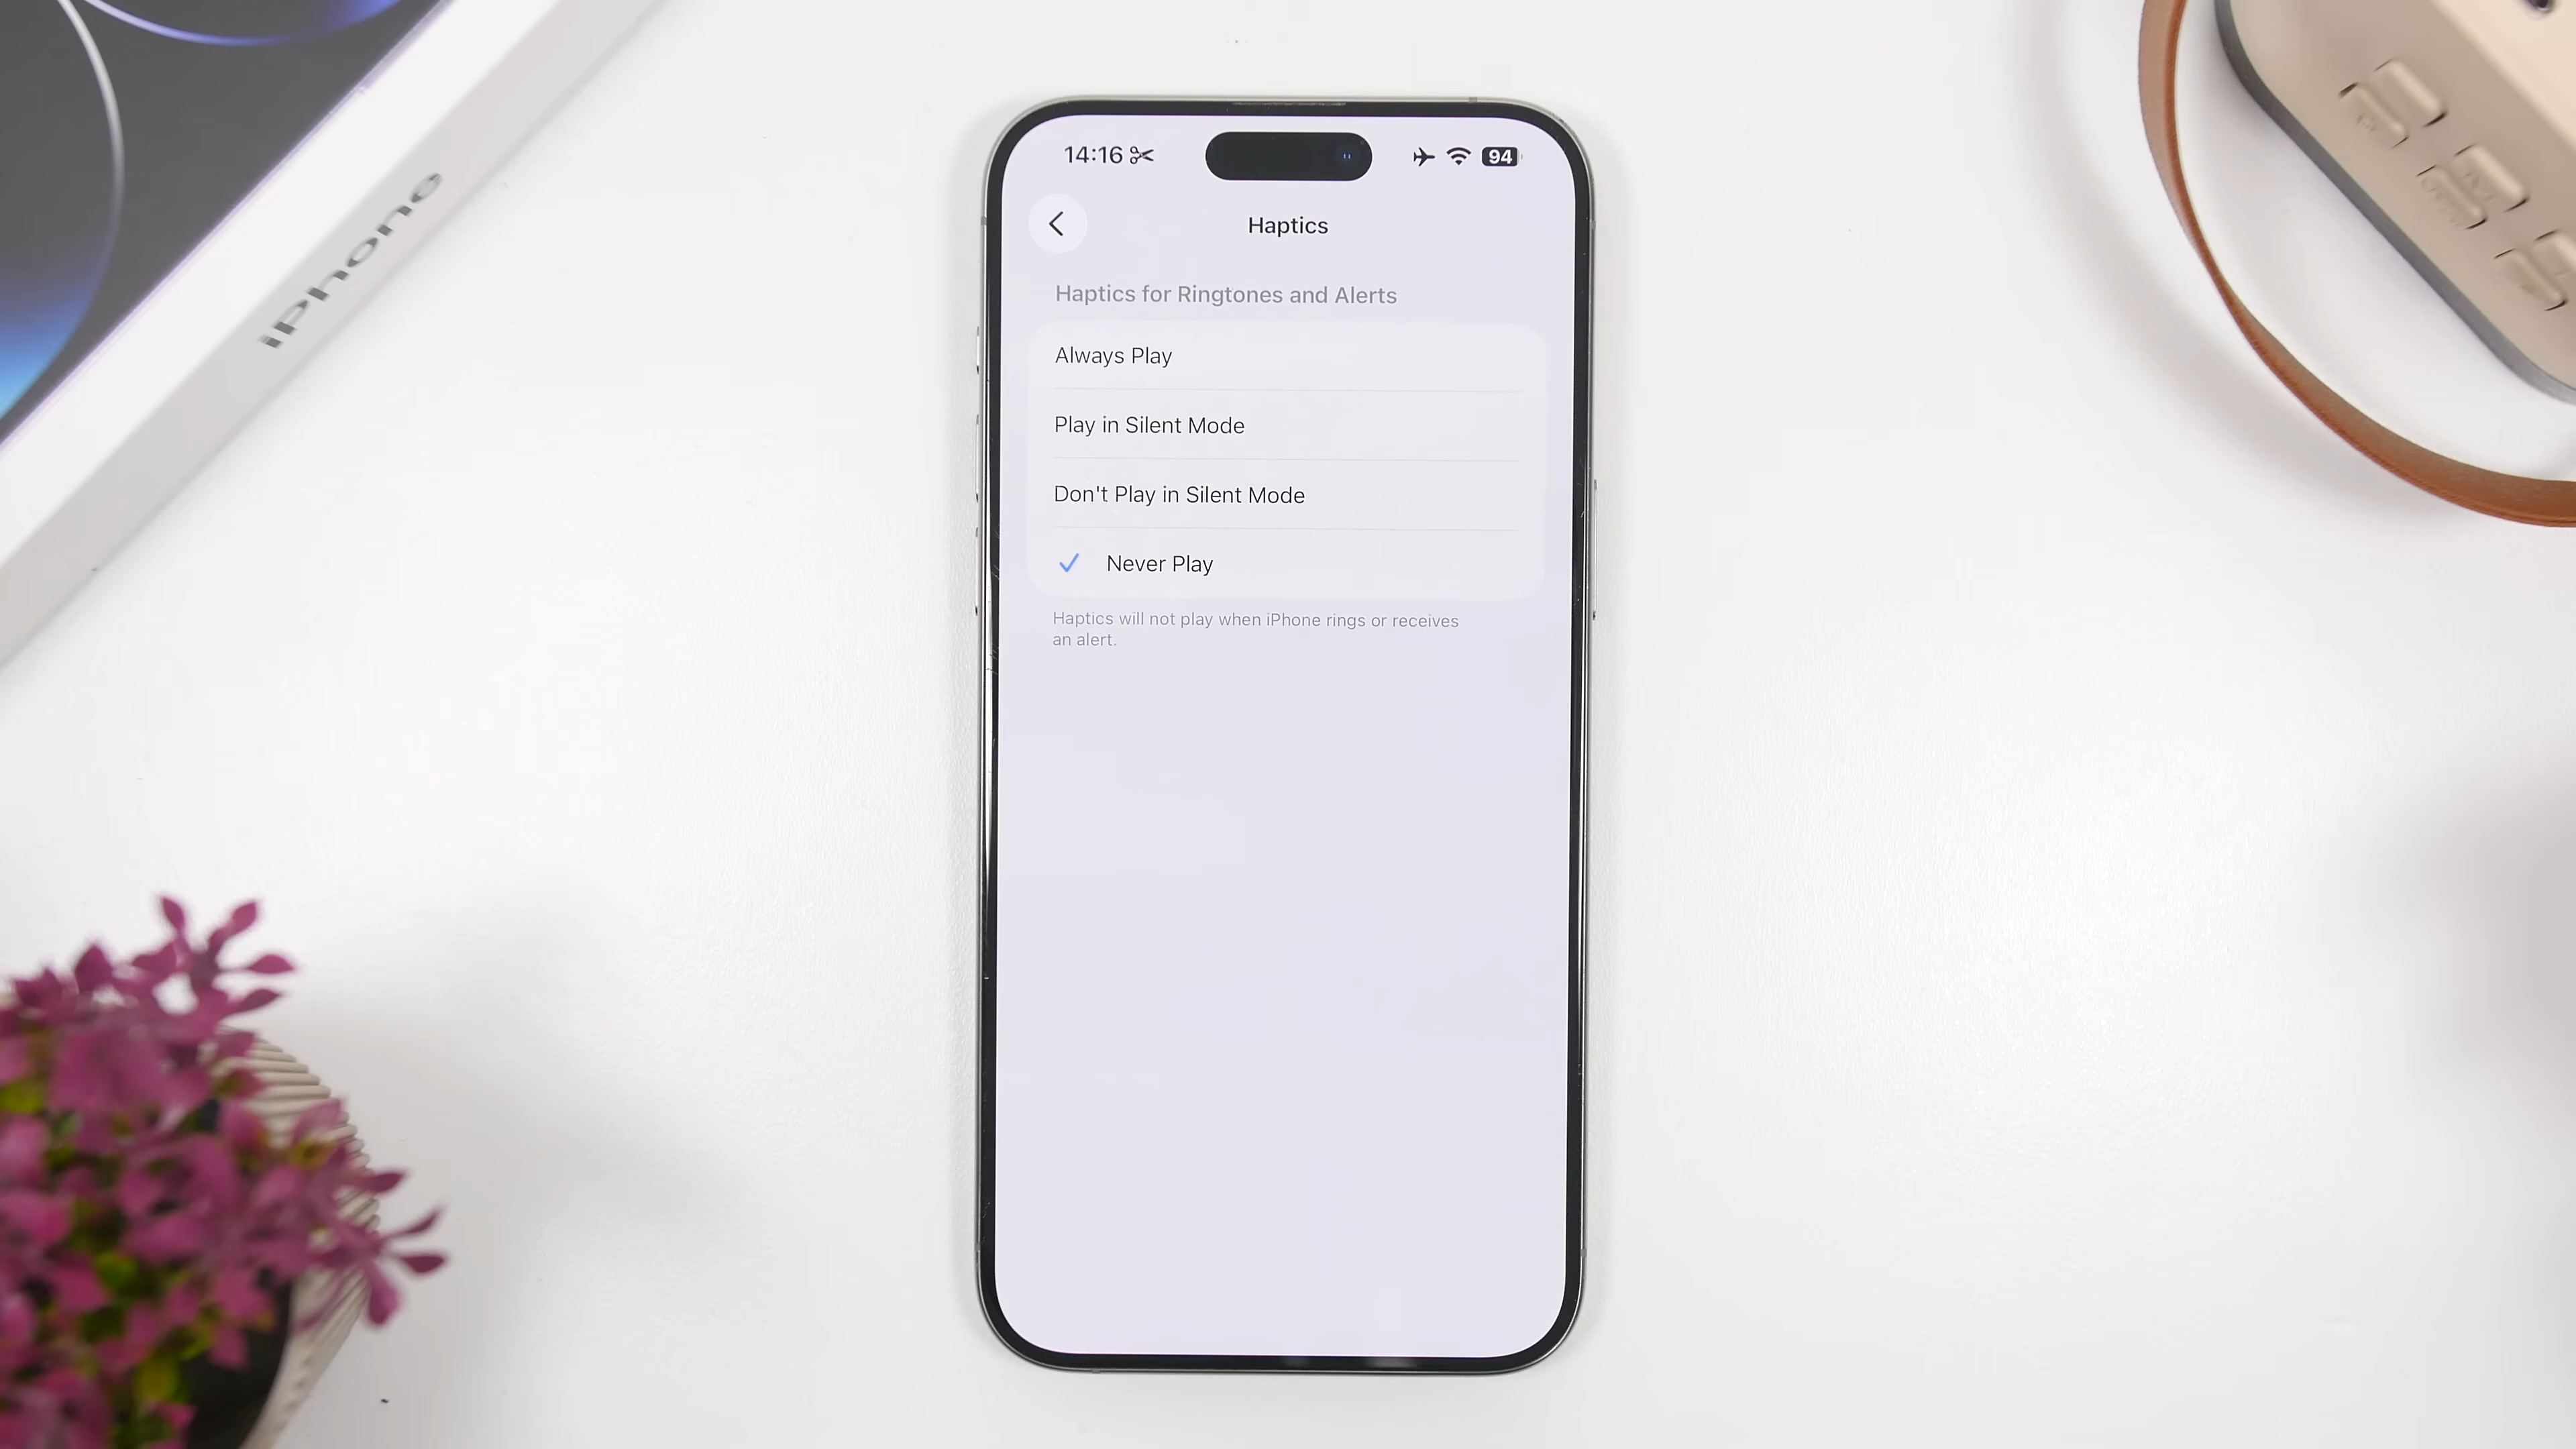 iPhone
14:16
94
Haptics
Haptics for Ringtones and Alerts
Always Play
Play in Silent Mode
Don't Play in Silent Mode
Never Play
Haptics will not play when iPhone rings or receives
an alert.